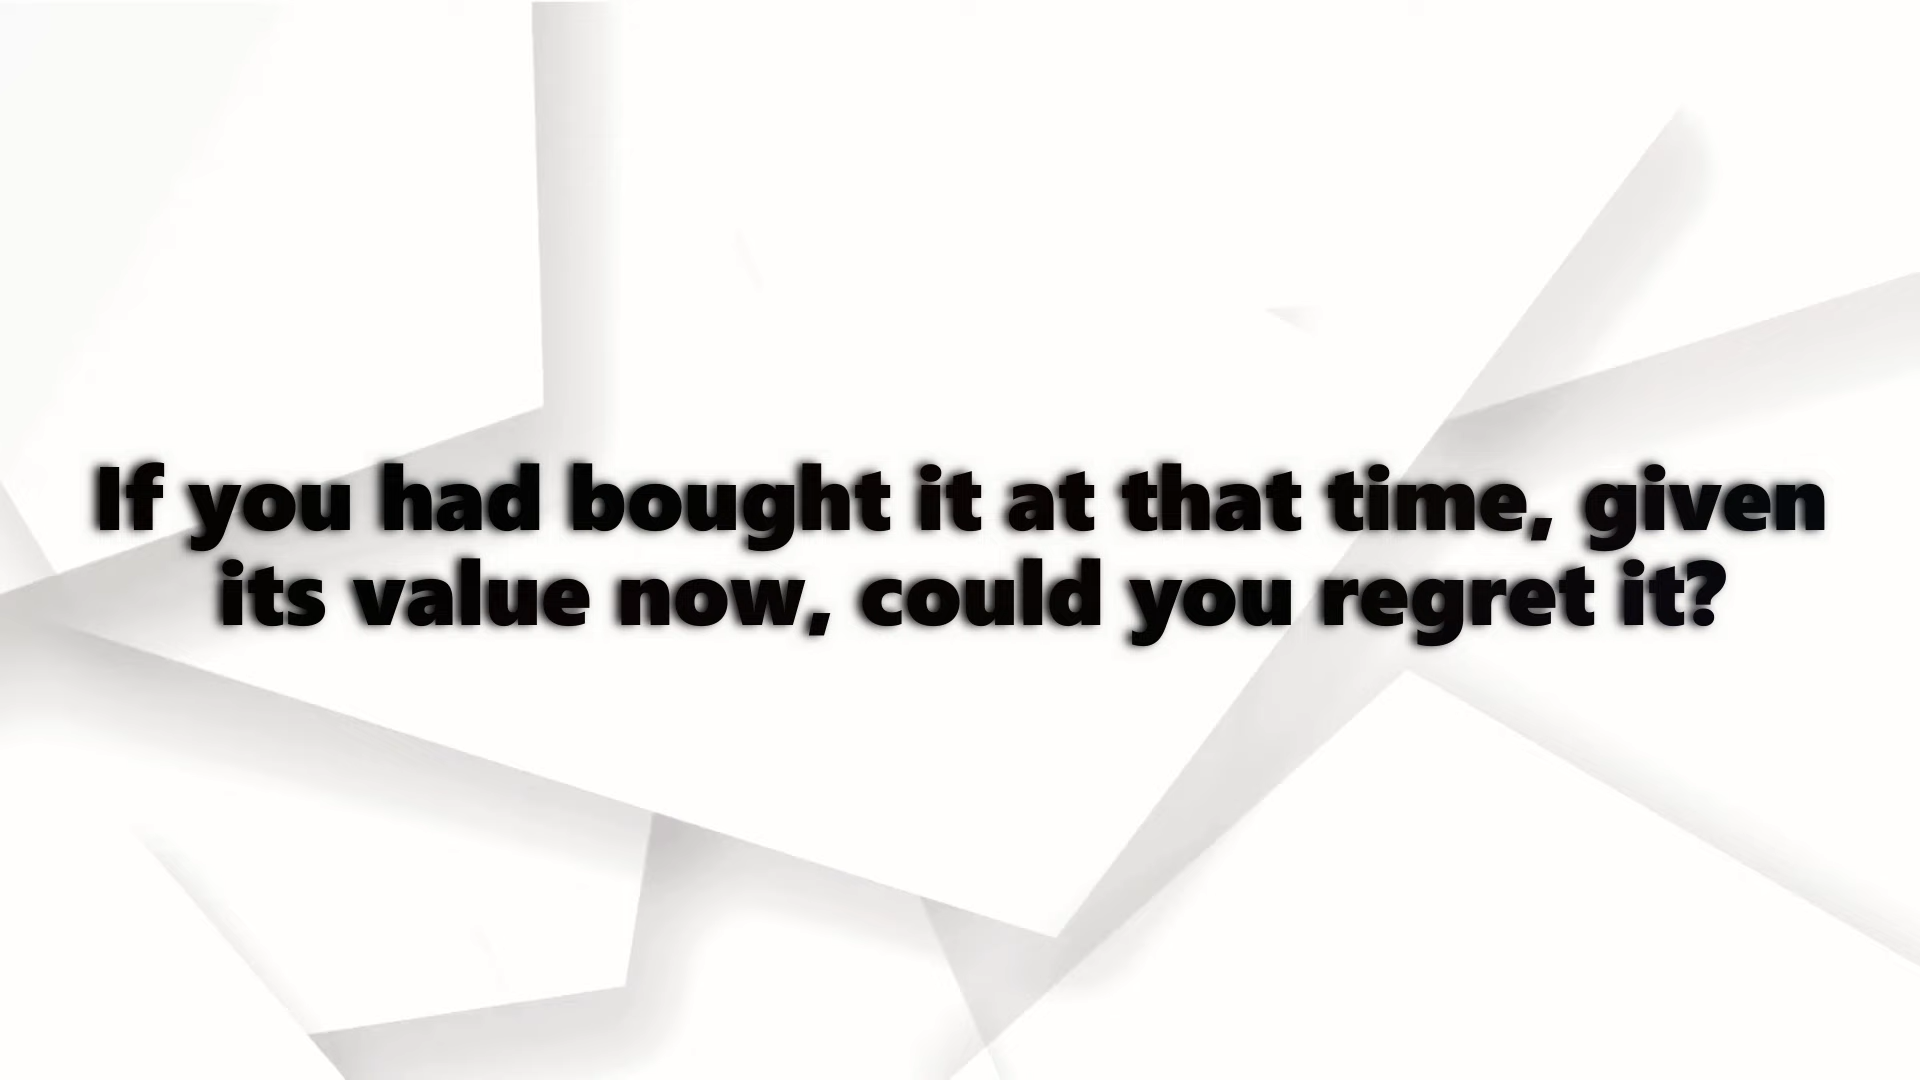 If you had bought it at that time, given
its value now, could you regret it?